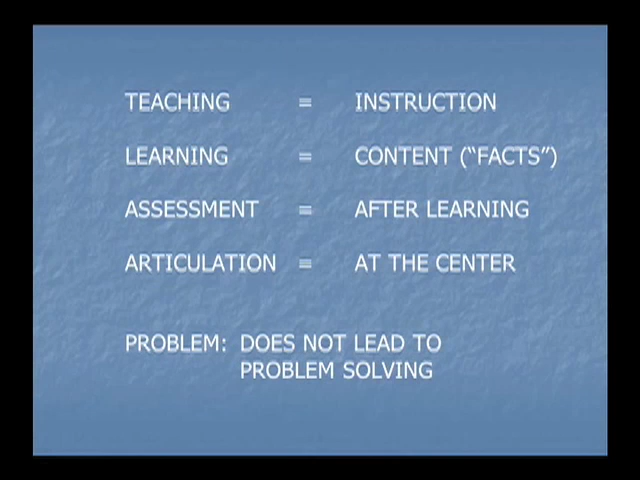 TEACHING = INSTRUCTION
LEARNING = CONTENT (“FACTS”)
ASSESSMENT = AFTER LEARNING
ARTICULATION = AT THE CENTER
PROBLEM: DOES NOT LEAD TO
PROBLEM SOLVING